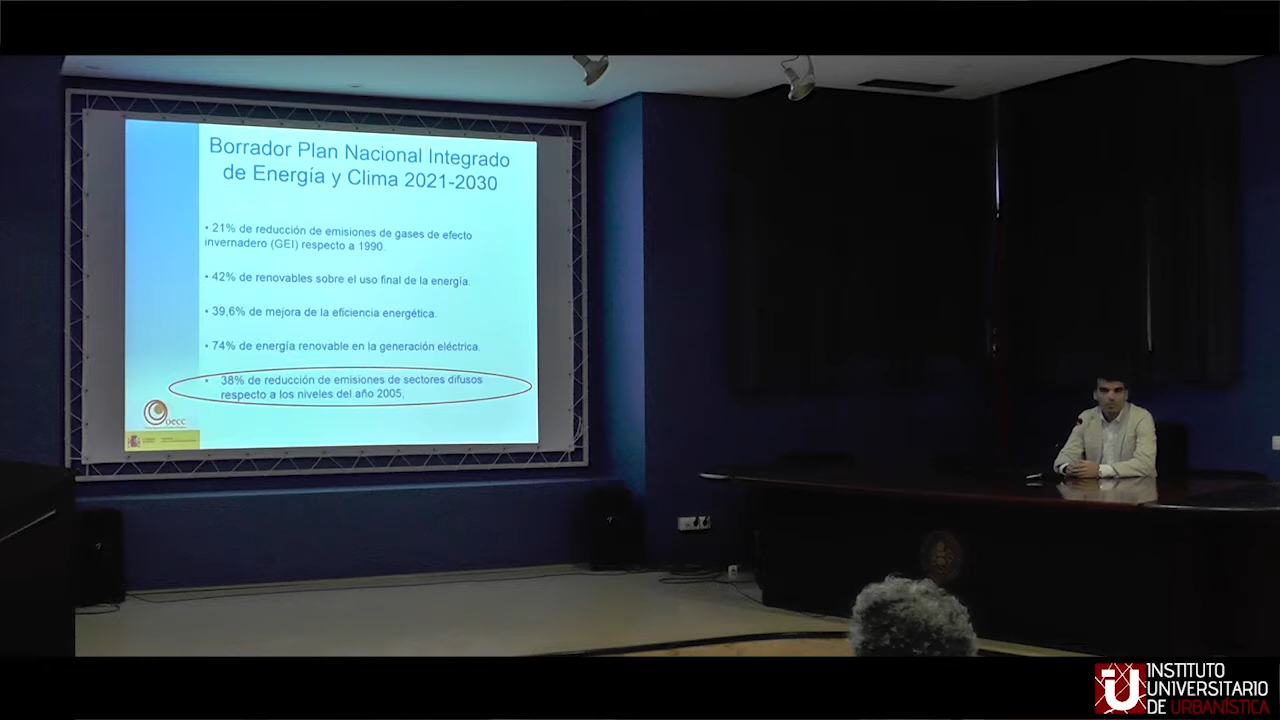 Borrador Plan Nacional Integrado
de Energía y Clima 2021-2030
• 21% de reducción de emisiones de gases de efecto
invernadero (GEI) respecto a 1990.
• 42% de renovables sobre el uso final de la energía.
• 39,6% de mejora de la eficiencia energética.
• 74% de energía renovable en la generación eléctrica.
• 38% de reducción de emisiones de sectores difusos
respecto a los niveles del año 2005,
oecc
INSTITUTO
UNIVERSITARIO
DE URBANÍSTICA